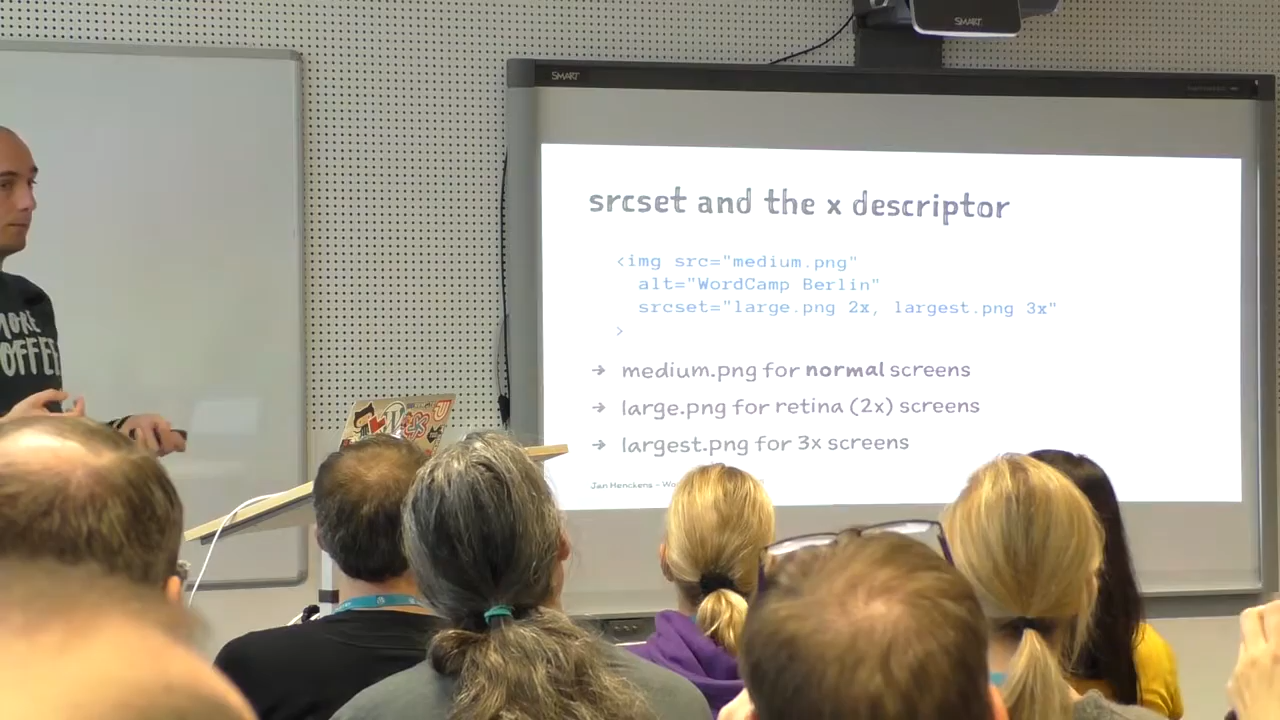 SMART
SMART
srcset and the x descriptor
<img src="medium.png"
alt="WordCamp Berlin"
srcset="large.png 2x, largest.png 3x"
>
→ medium.png for normal screens
→ large.png for retina (2x) screens
→ largest.png for 3x screens
Jan Henckens –
MORE
COFFEE